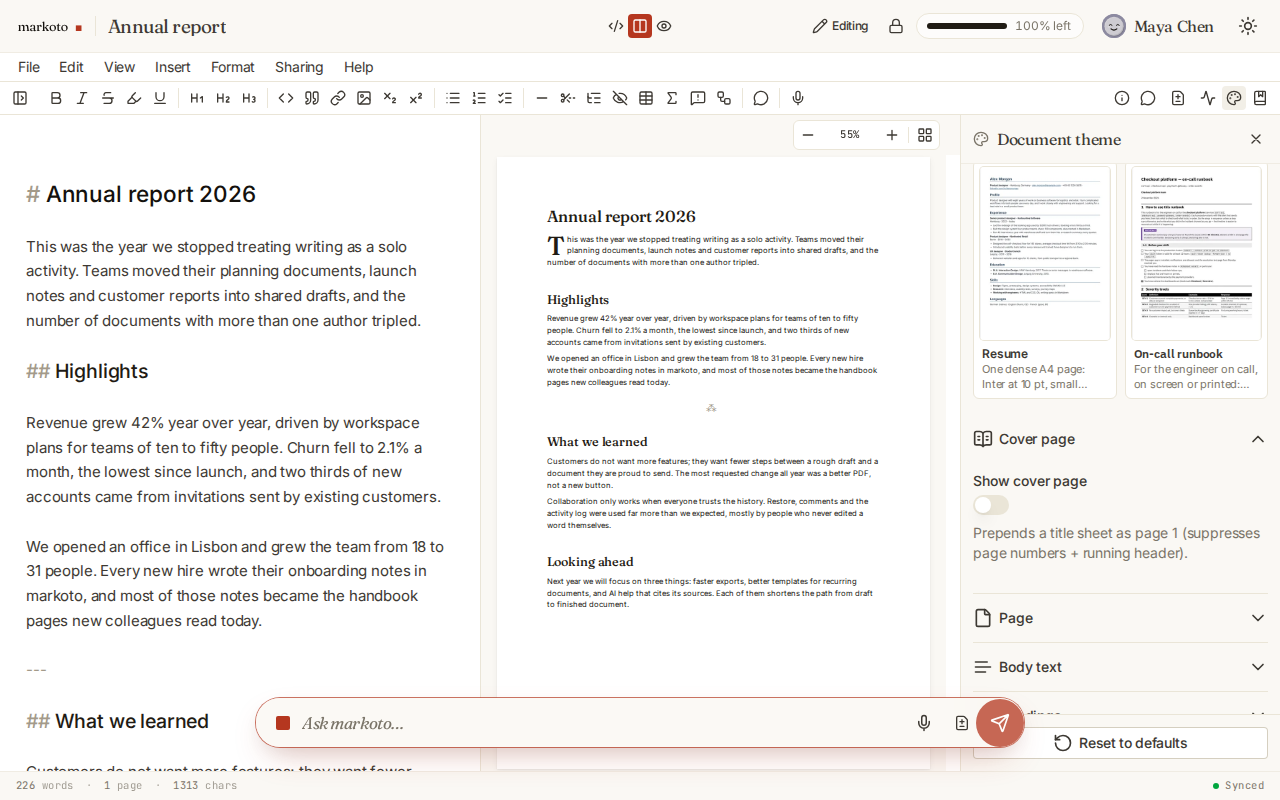 markoto
Annual report
Editing
100% left
Maya Chen
File Edit View Insert Format Sharing Help
H1 H2 H3
55%
Document theme
# Annual report 2026
This was the year we stopped treating writing as a solo
activity. Teams moved their planning documents, launch
notes and customer reports into shared drafts, and the
number of documents with more than one author tripled.
## Highlights
Revenue grew 42% year over year, driven by workspace
plans for teams of ten to fifty people. Churn fell to 2.1% a
month, the lowest since launch, and two thirds of new
accounts came from invitations sent by existing customers.
We opened an office in Lisbon and grew the team from 18 to
31 people. Every new hire wrote their onboarding notes in
markoto, and most of those notes became the handbook
pages new colleagues read today.
---
## What we learned
Customers do not want more features; they want fewer
Annual report 2026
This was the year we stopped treating writing as a solo activity. Teams moved their
planning documents, launch notes and customer reports into shared drafts, and the
number of documents with more than one author tripled.
Highlights
Revenue grew 42% year over year, driven by workspace plans for teams of ten to fifty
people. Churn fell to 2.1% a month, the lowest since launch, and two thirds of new
accounts came from invitations sent by existing customers.
We opened an office in Lisbon and grew the team from 18 to 31 people. Every new hire
wrote their onboarding notes in markoto, and most of those notes became the handbook
pages new colleagues read today.
What we learned
Customers do not want more features; they want fewer steps between a rough draft and a
document they are proud to send. The most requested change all year was a better PDF,
not a new button.
Collaboration only works when everyone trusts the history. Restore, comments and the
activity log were used far more than we expected, mostly by people who never edited a
word themselves.
Looking ahead
Next year we will focus on three things: faster exports, better templates for recurring
documents, and AI help that cites its sources. Each of them shortens the path from draft
to finished document.
Alex Morgan
Profile
Experience
Education
Skills
Languages
Checkout platform — on-call runbook
Resume
One dense A4 page:
Inter at 10 pt, small...
On-call runbook
For the engineer on call,
on screen or printed:...
Cover page
Show cover page
Prepends a title sheet as page 1 (suppresses
page numbers + running header).
Page
Body text
Reset to defaults
Ask markoto...
226 words · 1 page · 1313 chars
Synced